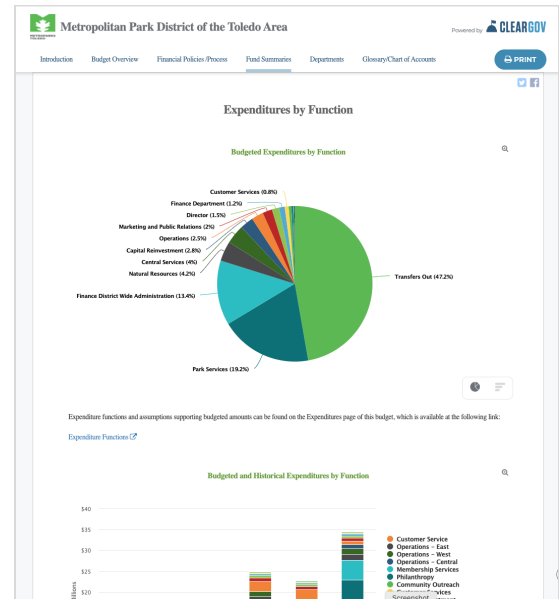 Metropolitan Park District of the Toledo Area
Powered by CLEARGOV
METROPARKS
Introduction
Budget Overview
Financial Policies /Process
Fund Summaries
Departments
Glossary/Chart of Accounts
PRINT
Expenditures by Function
Budgeted Expenditures by Function
Customer Services (0.8%)
Finance Department (1.2%)
Director (1.5%)
Marketing and Public Relations (2%)
Operations (2.5%)
Capital Reinvestment (2.8%)
Central Services (4%)
Natural Resources (4.2%)
Finance District Wide Administration (13.4%)
Park Services (19.2%)
Transfers Out (47.2%)
Expenditure functions and assumptions supporting budgeted amounts can be found on the Expenditures page of this budget, which is available at the following link:
Expenditure Functions
Budgeted and Historical Expenditures by Function
$40
$35
$30
$25
$20
Millions
Customer Service
Operations – East
Operations – West
Operations – Central
Membership Services
Philanthropy
Community Outreach
Screenshot